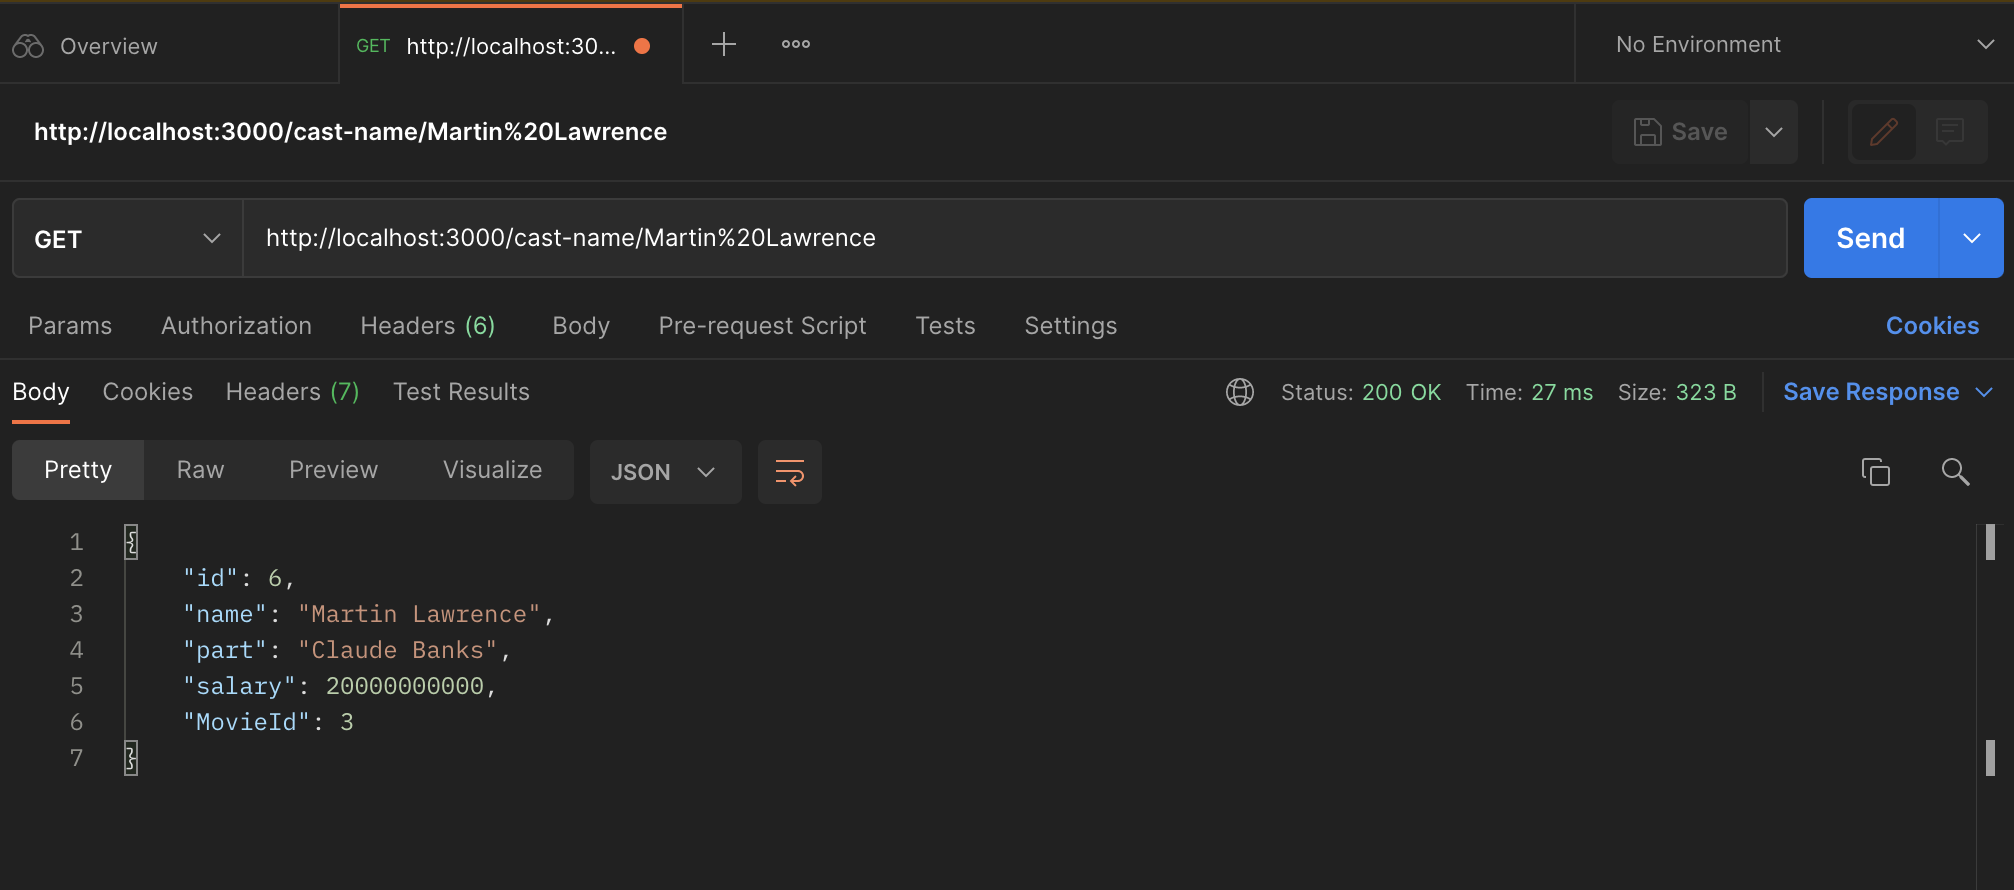 Overview
GET http://localhost:30...
No Environment
http://localhost:3000/cast-name/Martin%20Lawrence
Save
GET
http://localhost:3000/cast-name/Martin%20Lawrence
Send
Params Authorization Headers (6) Body Pre-request Script Tests Settings Cookies
Body Cookies Headers (7) Test Results Status: 200 OK Time: 27 ms Size: 323 B Save Response
Pretty Raw Preview Visualize JSON
1 {
2 "id": 6,
3 "name": "Martin Lawrence",
4 "part": "Claude Banks",
5 "salary": 20000000000,
6 "MovieId": 3
7 }